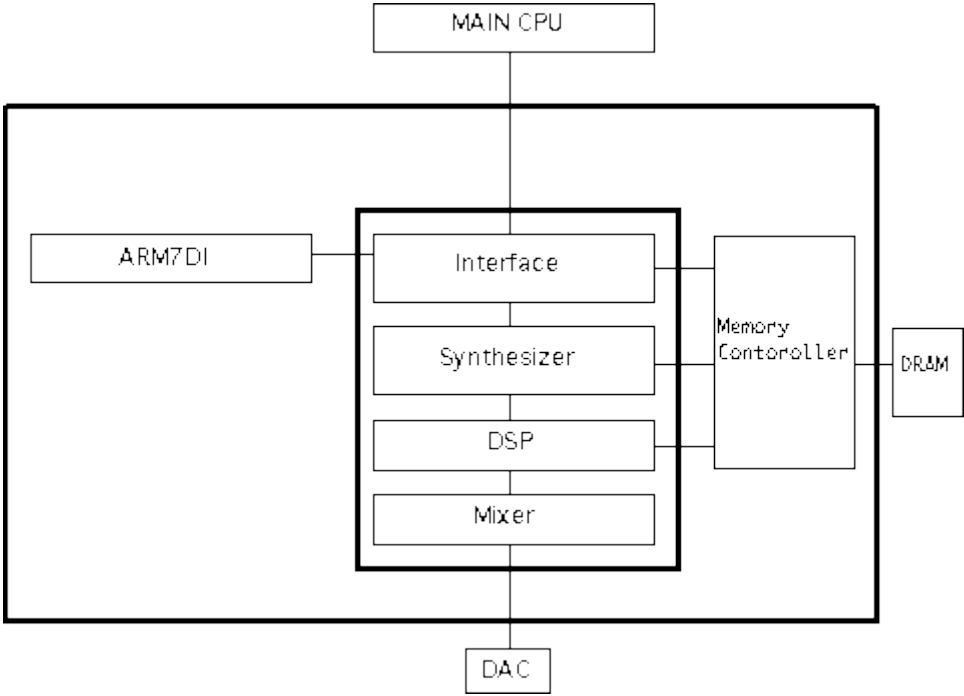 MAIN CPU
ARM7DI
Interface
Synthesizer
DSP
Mixer
Memory
Contoroller
DRAM
DAC